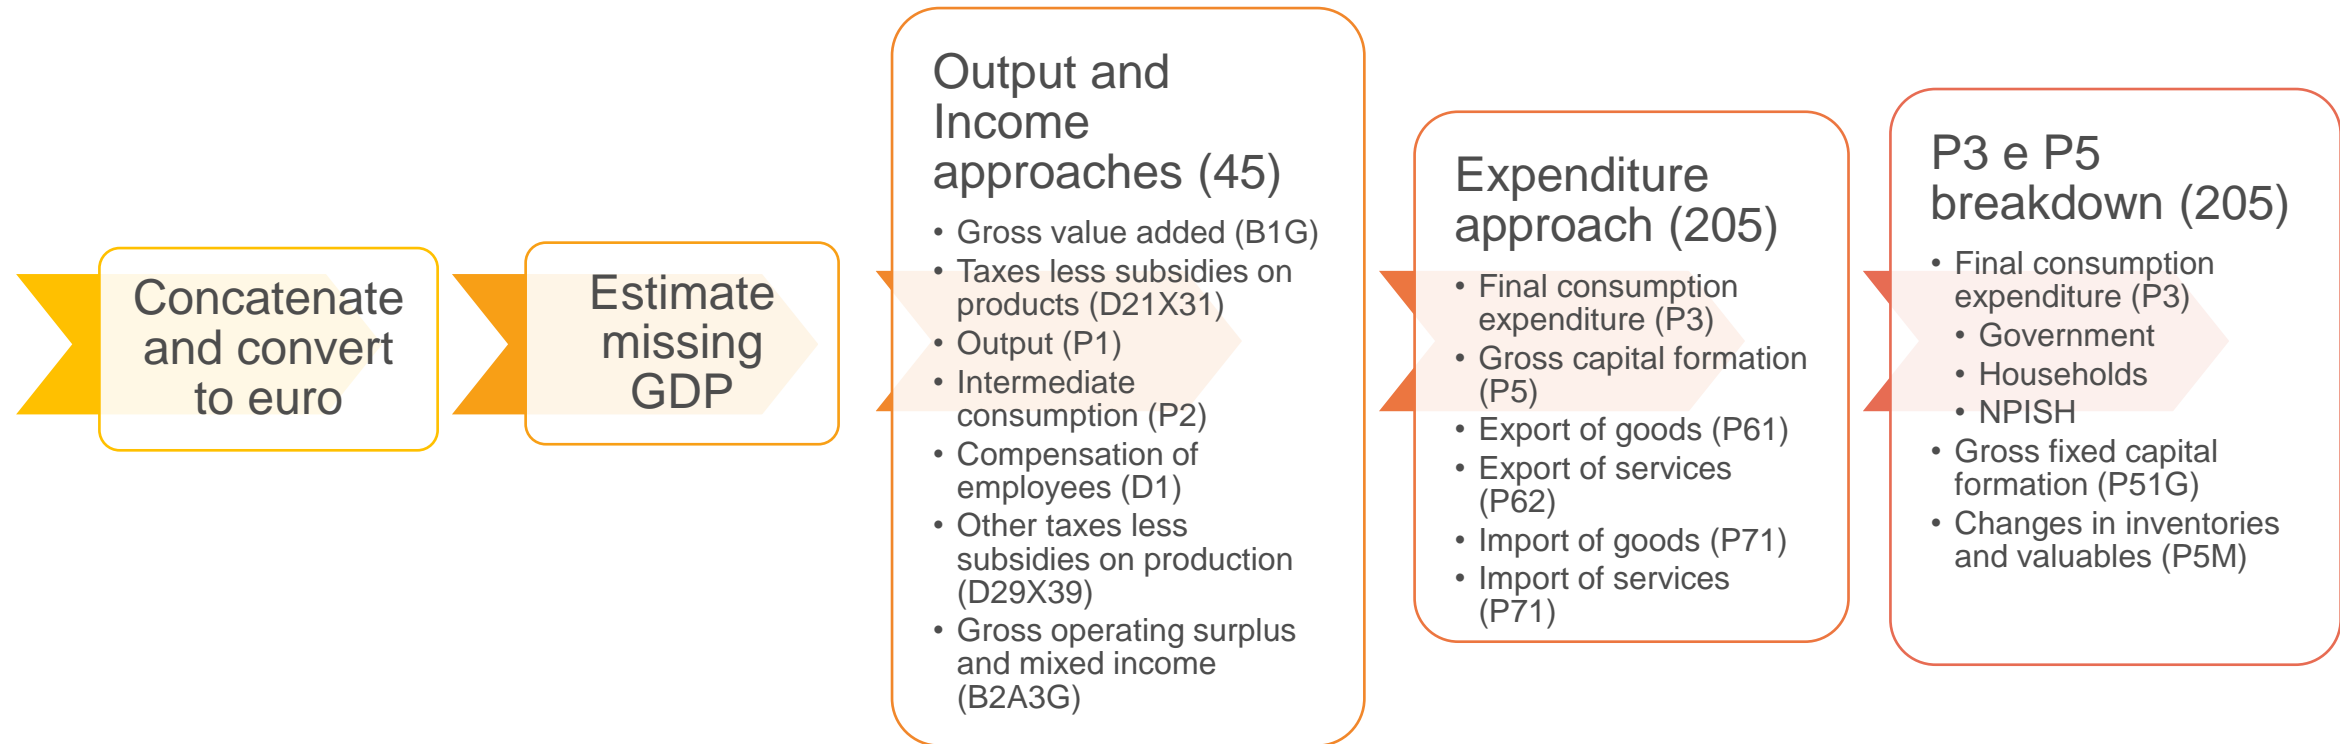 Concatenate
and convert
to euro
Estimate
missing
GDP
Output and
Income
approaches (45)
• Gross value added (B1G)
• Taxes less subsidies on
products (D21X31)
• Output (P1)
• Intermediate
consumption (P2)
• Compensation of
employees (D1)
• Other taxes less
subsidies on production
(D29X39)
• Gross operating surplus
and mixed income
(B2A3G)
Expenditure
approach (205)
• Final consumption
expenditure (P3)
• Gross capital formation
(P5)
• Export of goods (P61)
• Export of services
(P62)
• Import of goods (P71)
• Import of services
(P71)
P3 e P5
breakdown (205)
• Final consumption
expenditure (P3)
• Government
• Households
• NPISH
• Gross fixed capital
formation (P51G)
• Changes in inventories
and valuables (P5M)